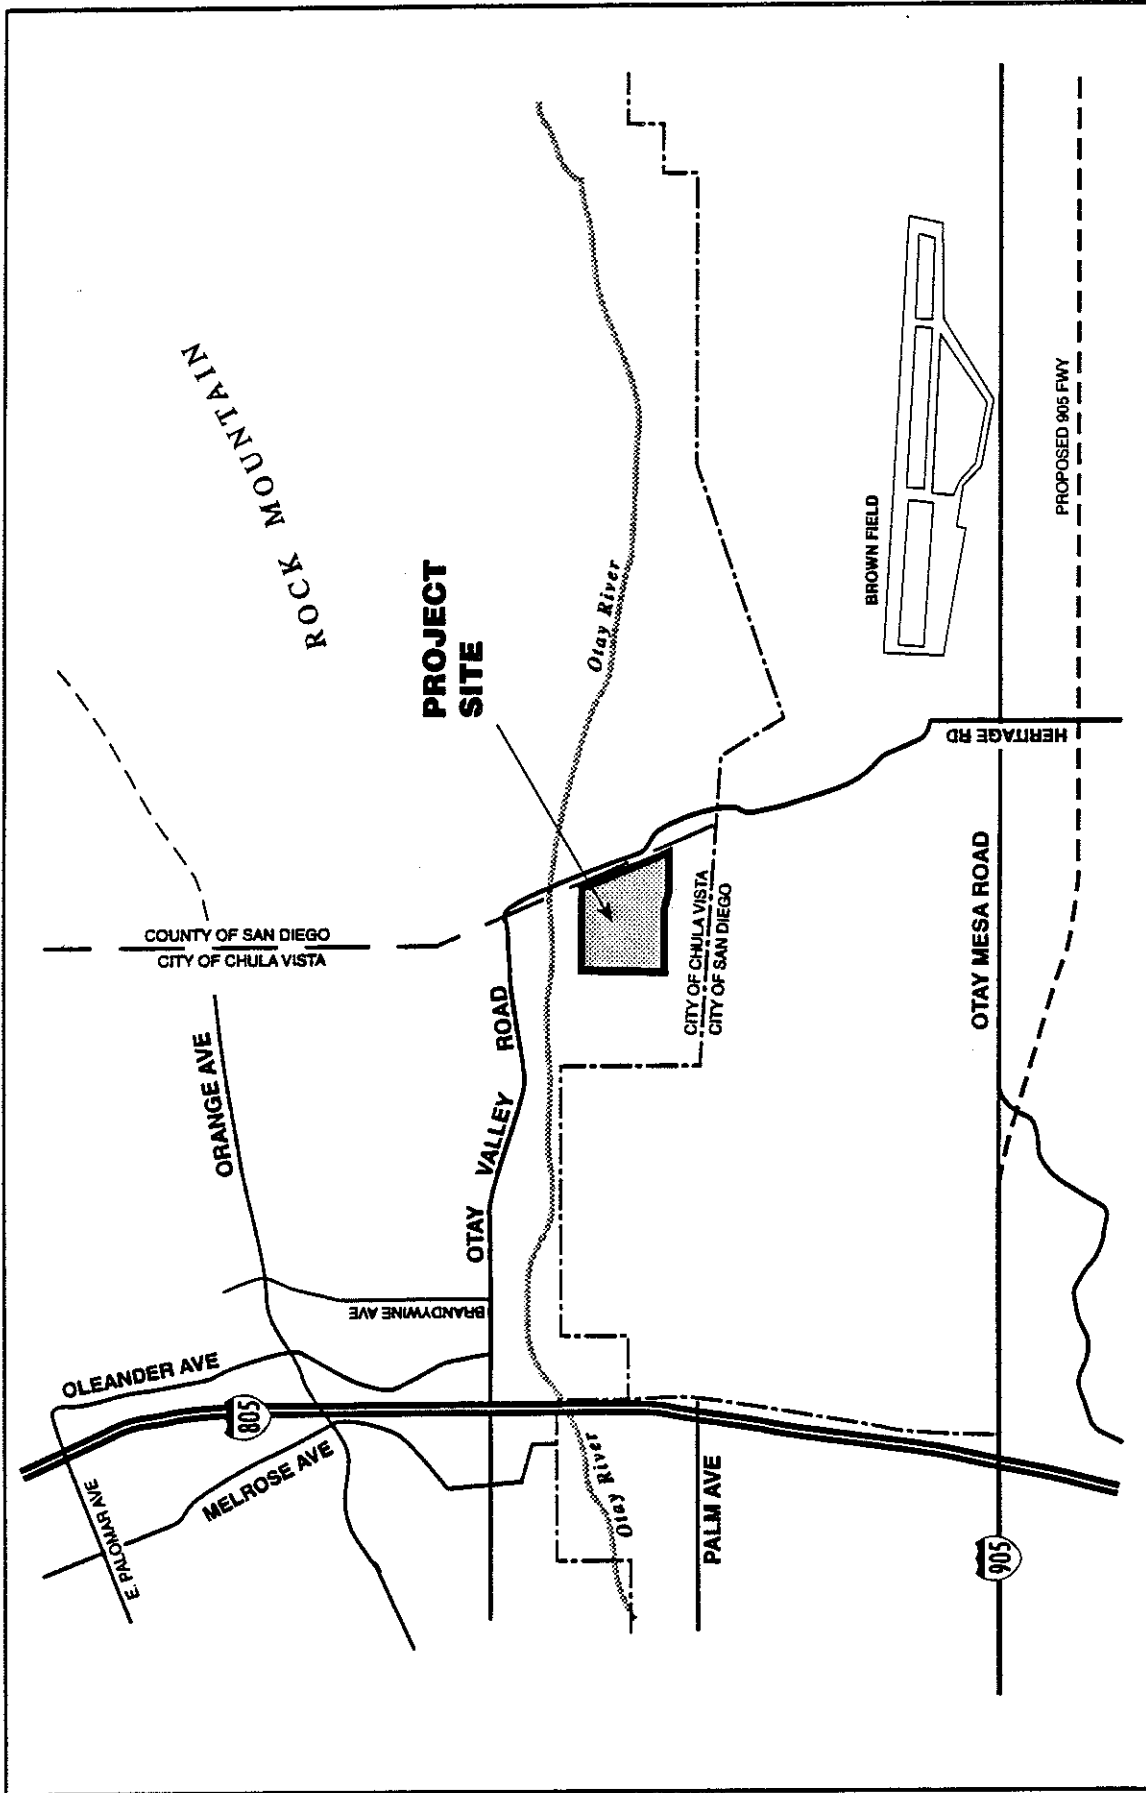 ROCK MOUNTAIN
PROJECT
SITE
Otay River
COUNTY OF SAN DIEGO
CITY OF CHULA VISTA
ORANGE AVE
OTAY VALLEY ROAD
BRANDYWINE AVE
OLEANDER AVE
805
MELROSE AVE
E. PALOMAR AVE
Otay River
PALM AVE
CITY OF CHULA VISTA
CITY OF SAN DIEGO
BROWN FIELD
HERITAGE RD
OTAY MESA ROAD
PROPOSED 905 FWY
905